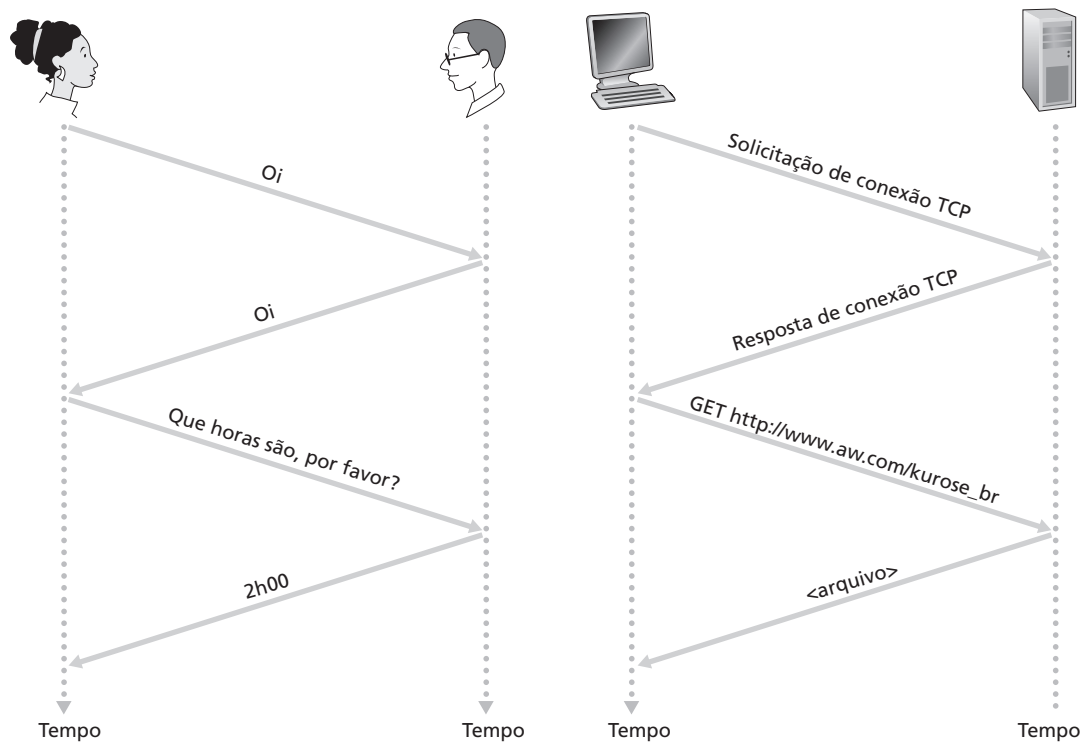 Oi
Oi
Que horas são, por favor?
2h00
Tempo
Tempo
Solicitação de conexão TCP
Resposta de conexão TCP
GET http://www.aw.com/kurose_br
<arquivo>
Tempo
Tempo